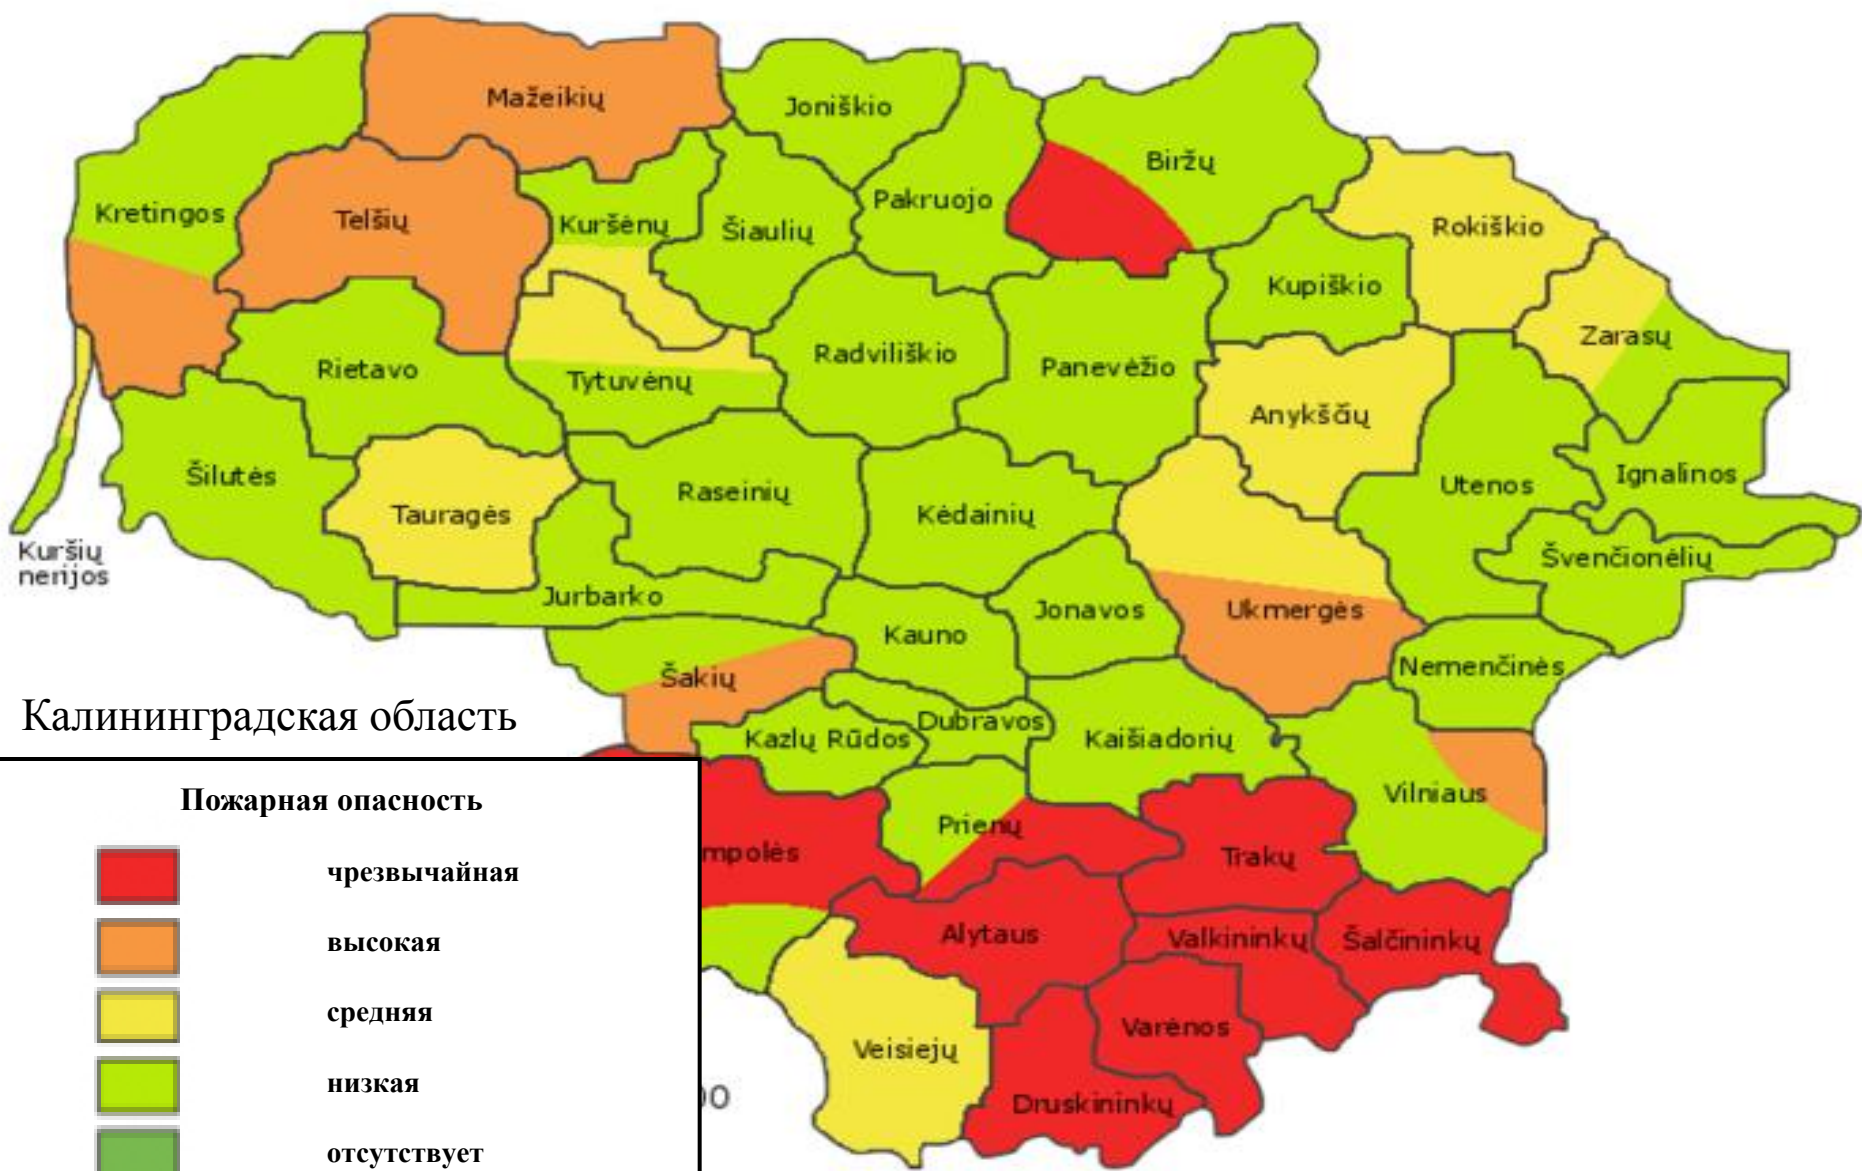 Mažeikių
Joniškio
Biržų
Kretingos
Telšių
Kuršėnų
Šiaulių
Pakruojo
Rokiškio
Kupiškio
Zarasų
Rietavo
Tytuvėnų
Radviliškio
Panevėžio
Anykščių
Šilutės
Tauragės
Raseinių
Kėdainių
Utenos
Ignalinos
Kuršių
nerijos
Švenčionėlių
Jurbarko
Kauno
Jonavos
Ukmergės
Nemenčinės
Šakių
Калининградская область
Kazlų Rūdos
Dubravos
Kaišiadorių
Vilniaus
Пожарная опасность
Prienų
mpolės
Trakų
чрезвычайная
высокая
Alytaus
Valkininkų
Šalčininkų
средняя
Veisiejų
Varėnos
низкая
Druskininkų
отсутствует